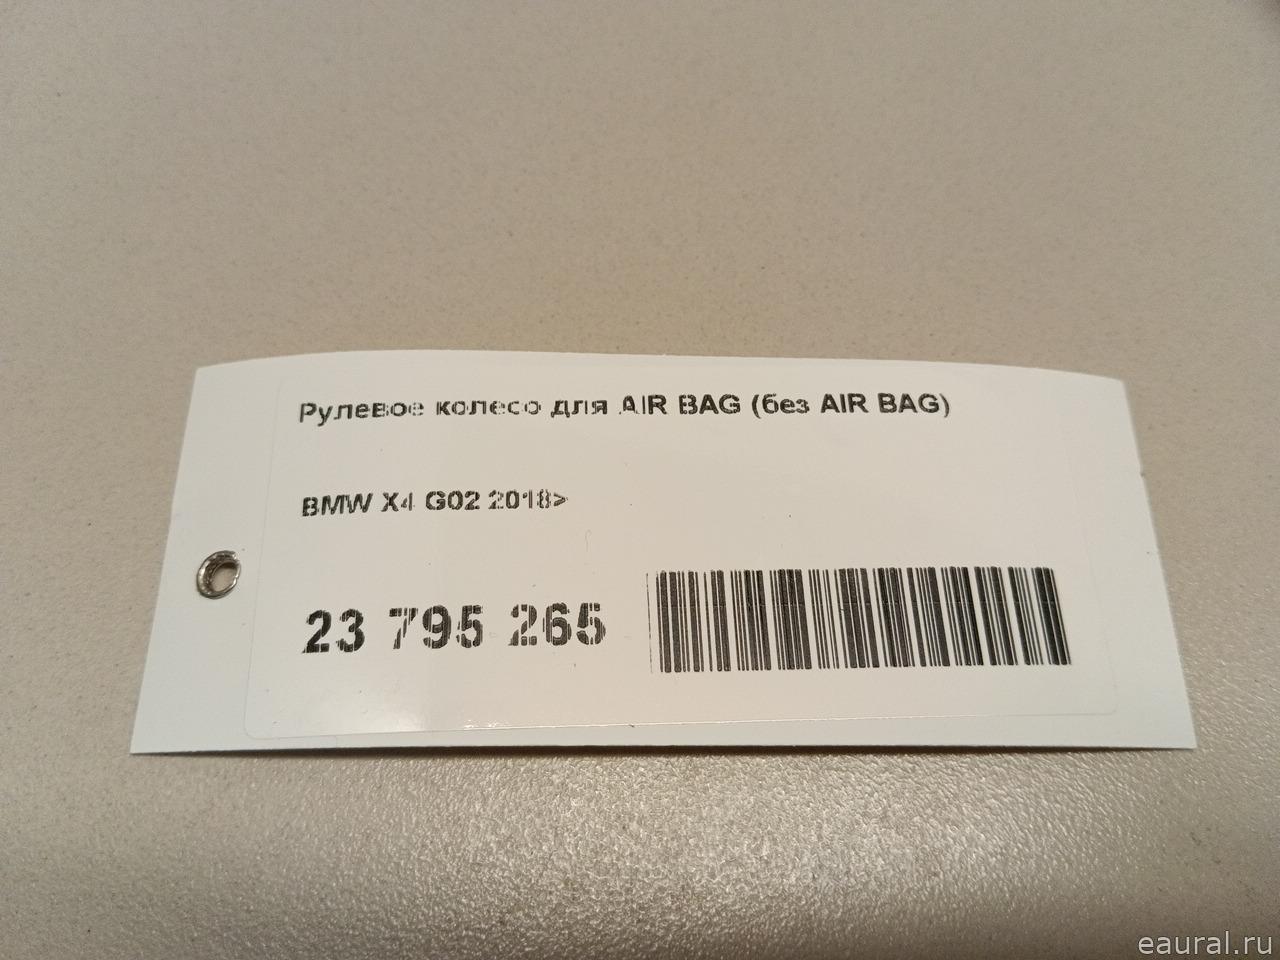 Рулевое колесо для AIR BAG (без AIR BAG)
BMW X4 G02 2018>
23 795 265
eaural.ru